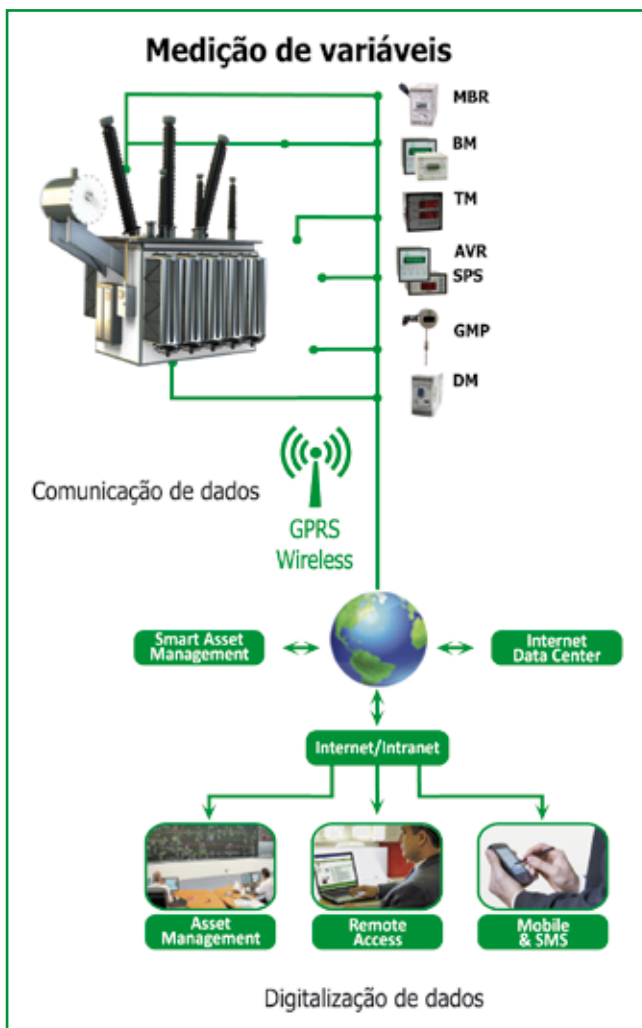 Medição de variáveis
MBR
BM
TM
AVR
SPS
GMP
DM
Comunicação de dados
GPRS
Wireless
Smart Asset
Management
Internet
Data Center
Internet/Intranet
Asset
Management
Remote
Access
Mobile
& SMS
Digitalização de dados